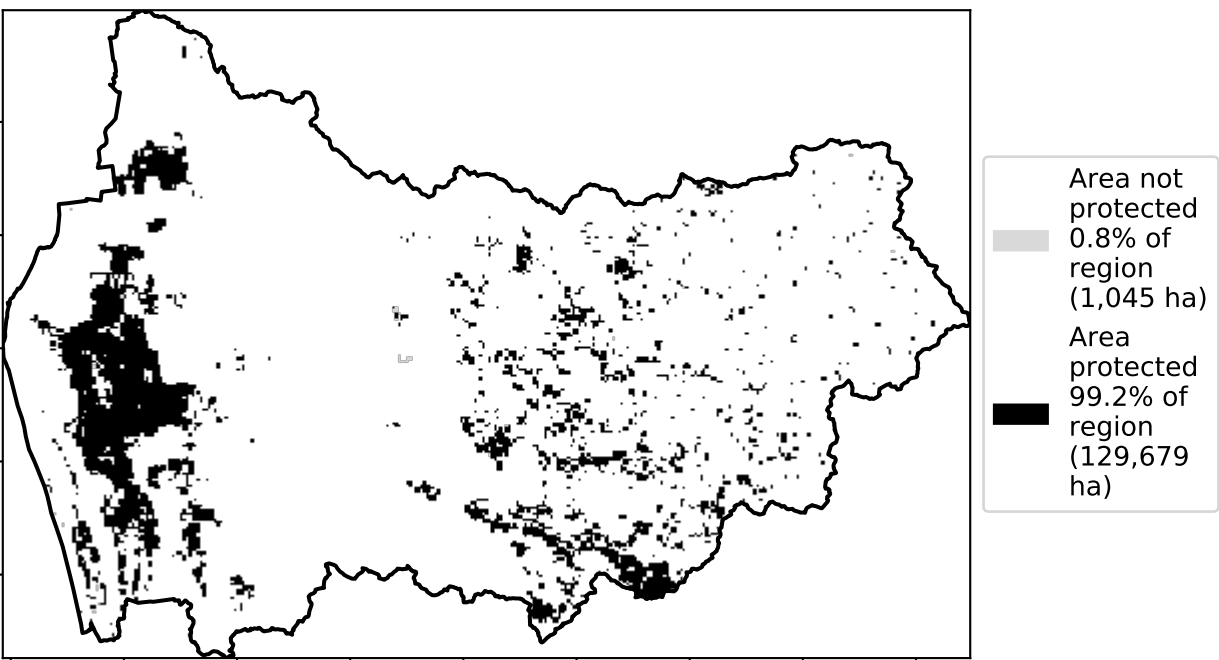 Area not
protected
0.8% of
region
(1,045 ha)
Area
protected
99.2% of
region
(129,679
ha)